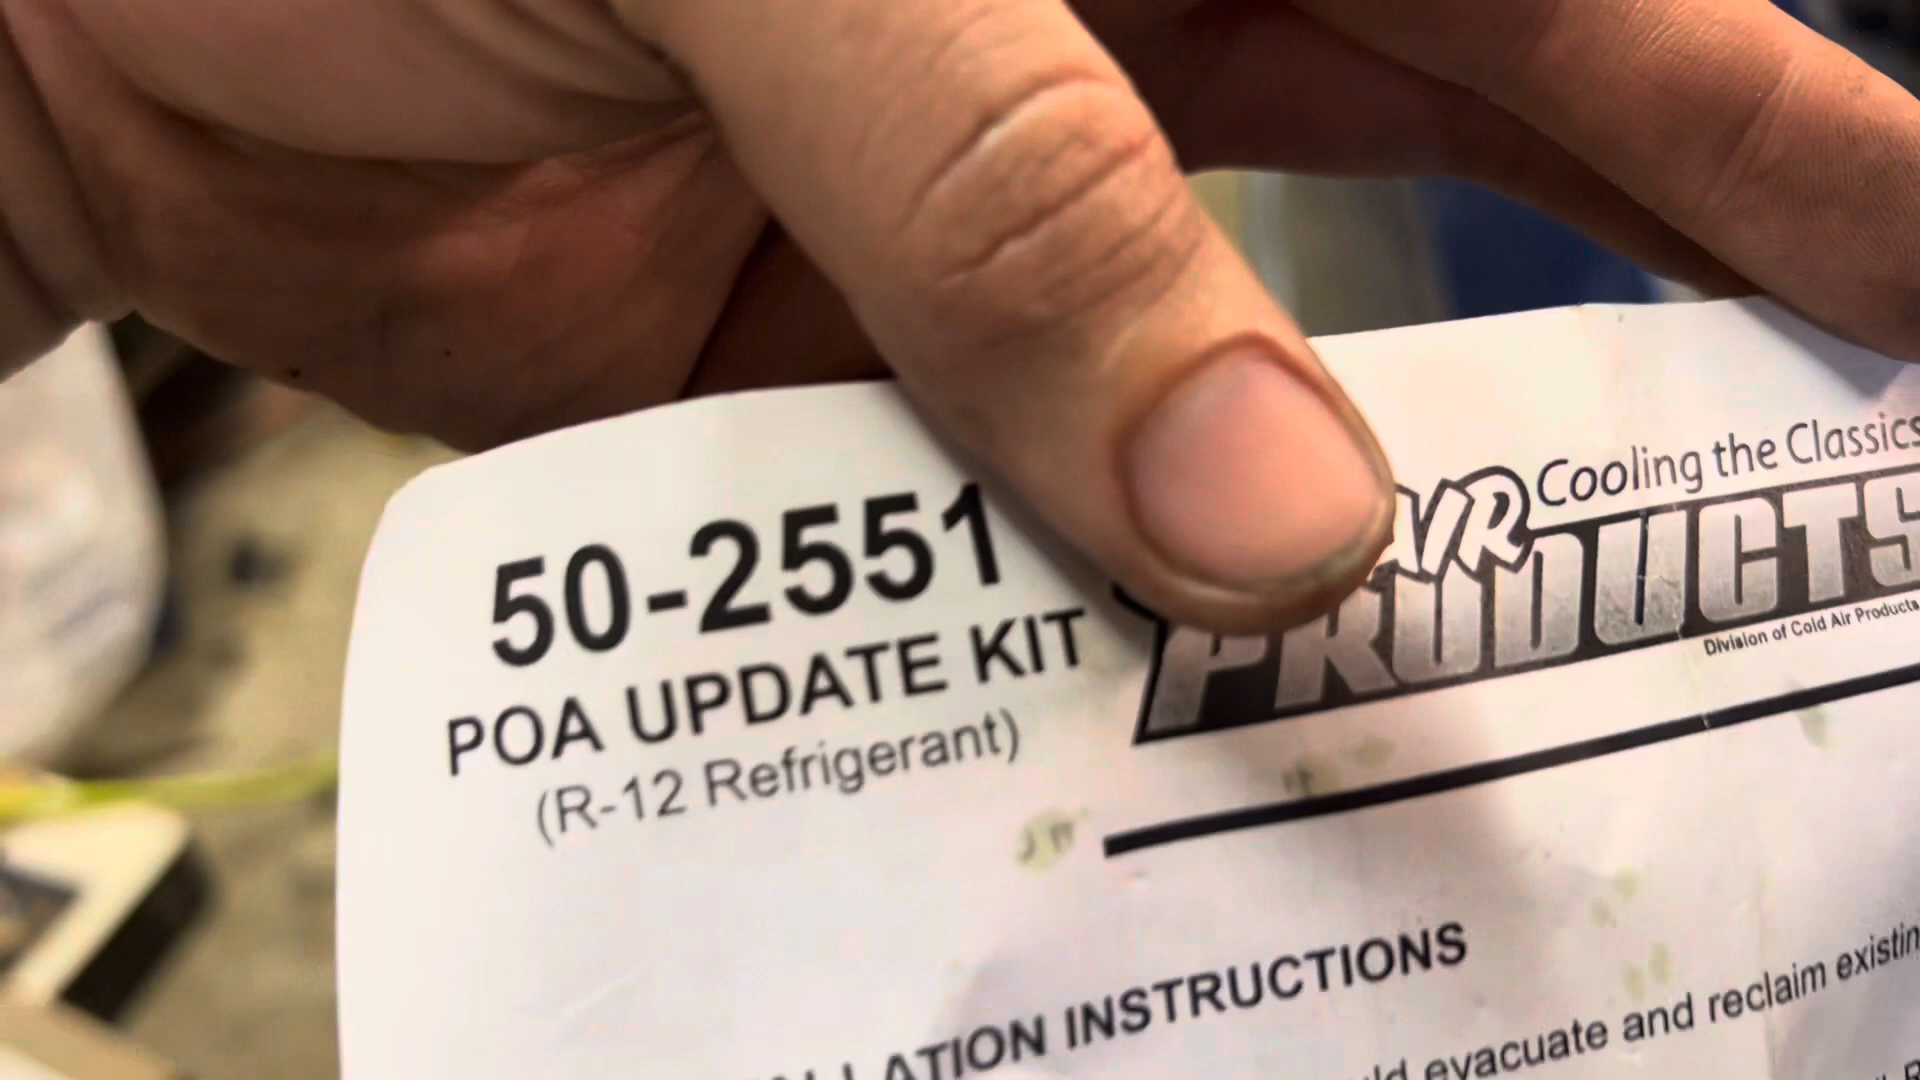 50-2551
POA UPDATE KIT
(R-12 Refrigerant)
AIR
Cooling the Classics
PRODUCTS
Division of Cold Air Products
INSTRUCTIONS
evacuate and reclaim